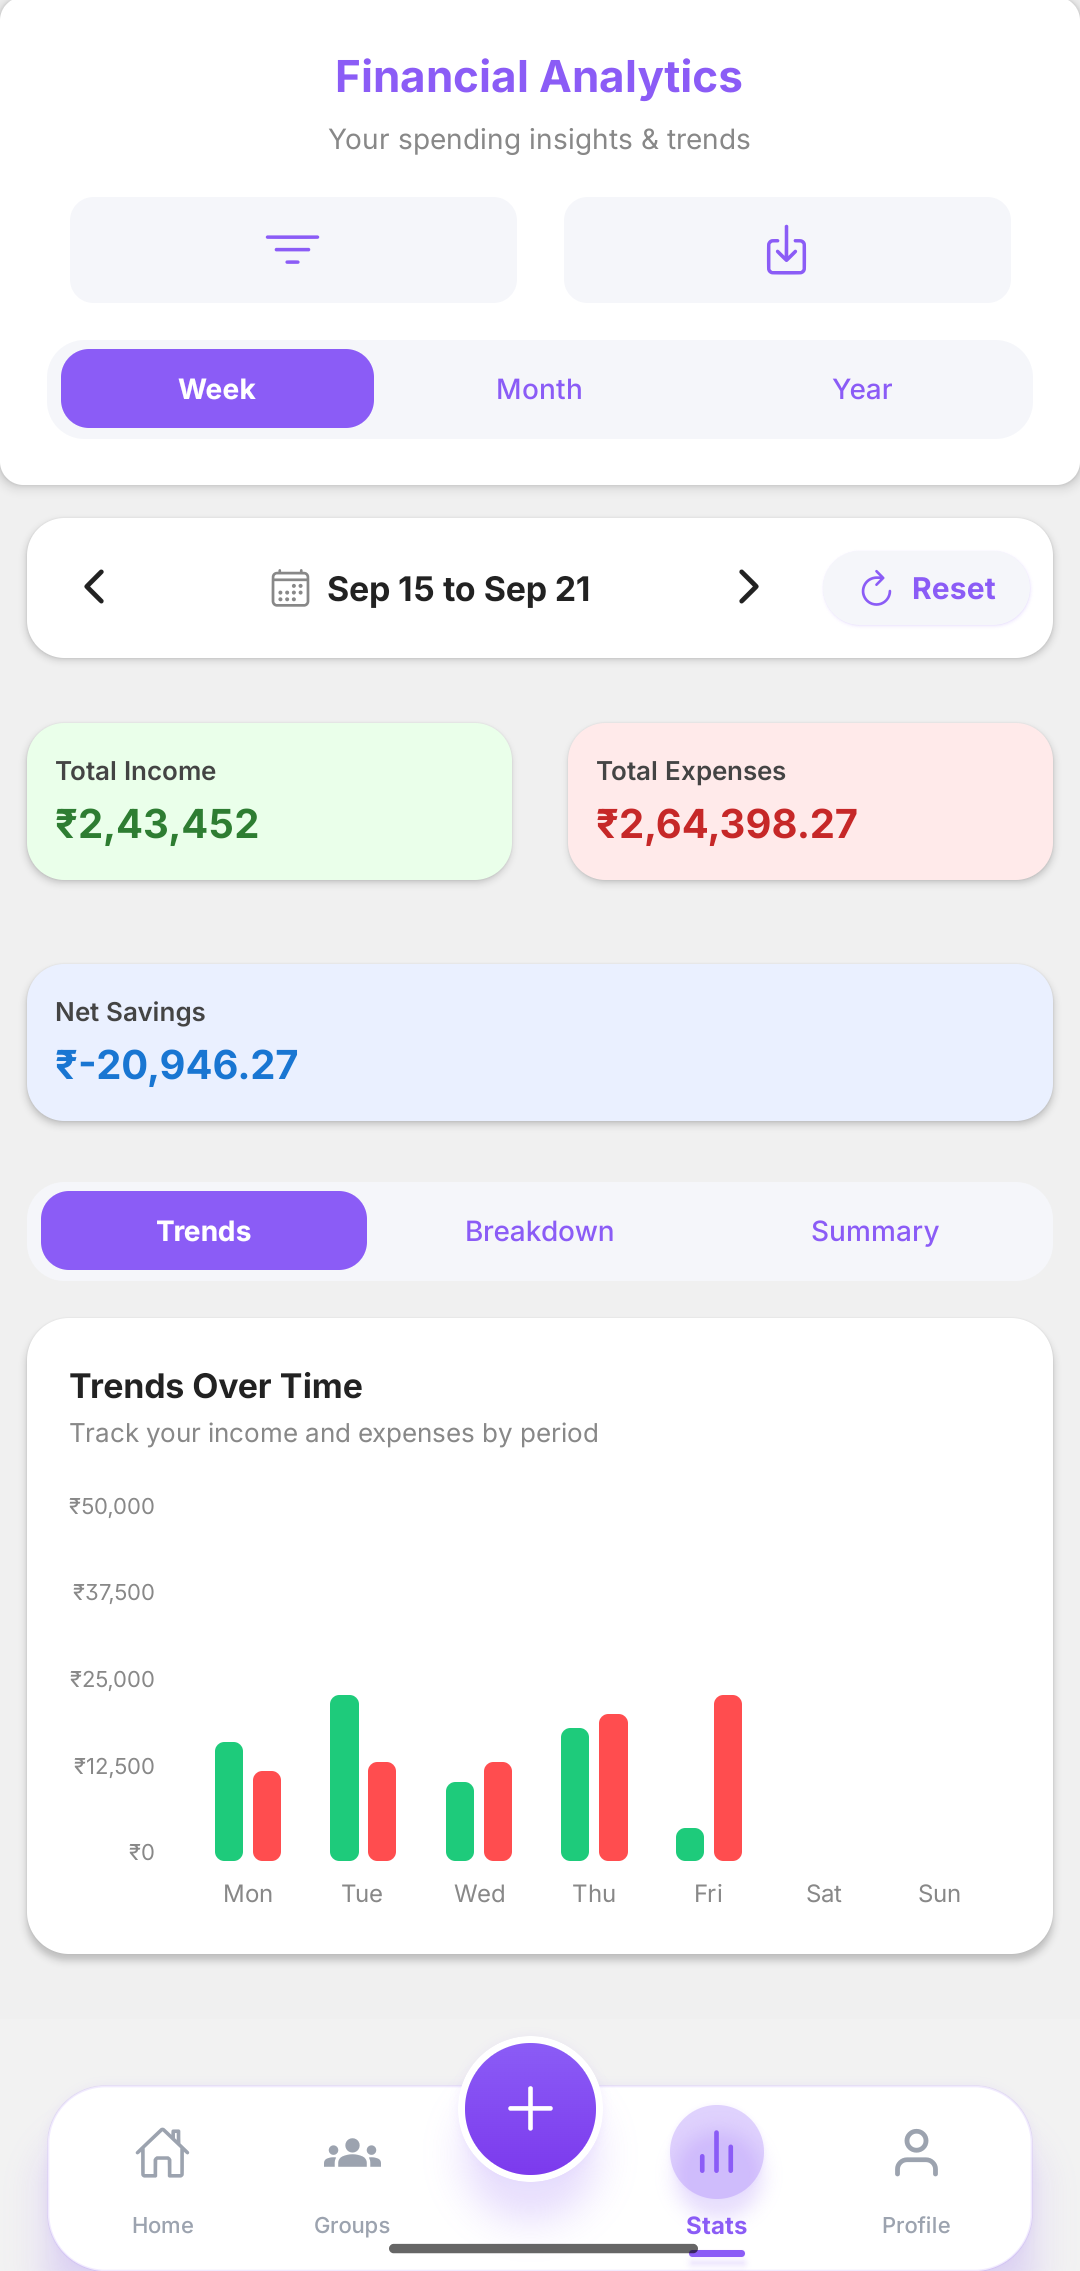 Financial Analytics
Your spending insights & trends
Week Month Year
Sep 15 to Sep 21 Reset
Total Income Total Expenses
₹2,43,452 ₹2,64,398.27
Net Savings
₹-20,946.27
Trends Breakdown Summary
Trends Over Time
Track your income and expenses by period
₹50,000
₹37,500
₹25,000
₹12,500
₹0
Mon Tue Wed Thu Fri Sat Sun
Home Groups Stats Profile